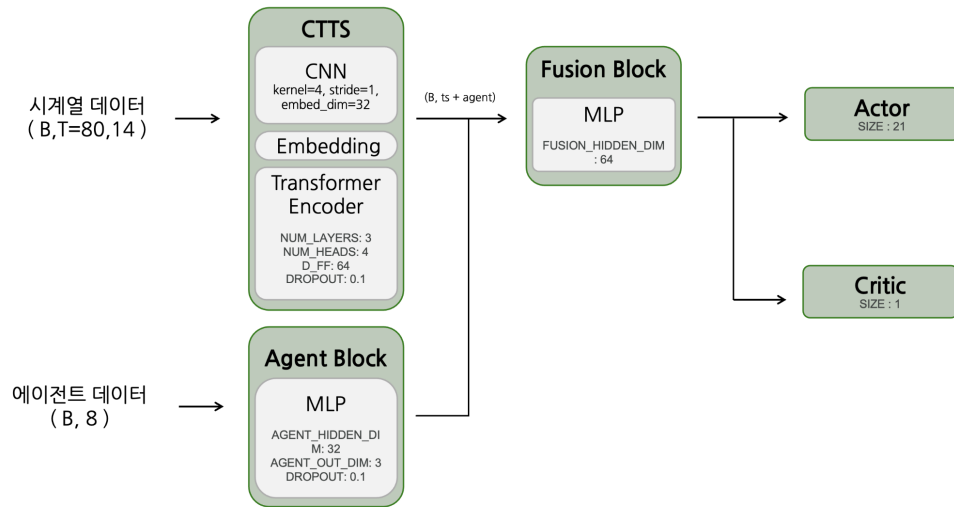 CTTS
CNN
kernel=4, stride=1,
embed_dim=32
Embedding
Transformer
Encoder
NUM_LAYERS: 3
NUM_HEADS: 4
D_FF: 64
DROPOUT: 0.1
시계열 데이터
( B,T=80,14 )
(B, ts + agent)
Fusion Block
MLP
FUSION_HIDDEN_DIM
: 64
Actor
SIZE : 21
Critic
SIZE : 1
에이전트 데이터
( B, 8 )
Agent Block
MLP
AGENT_HIDDEN_DI
M: 32
AGENT_OUT_DIM: 3
DROPOUT: 0.1